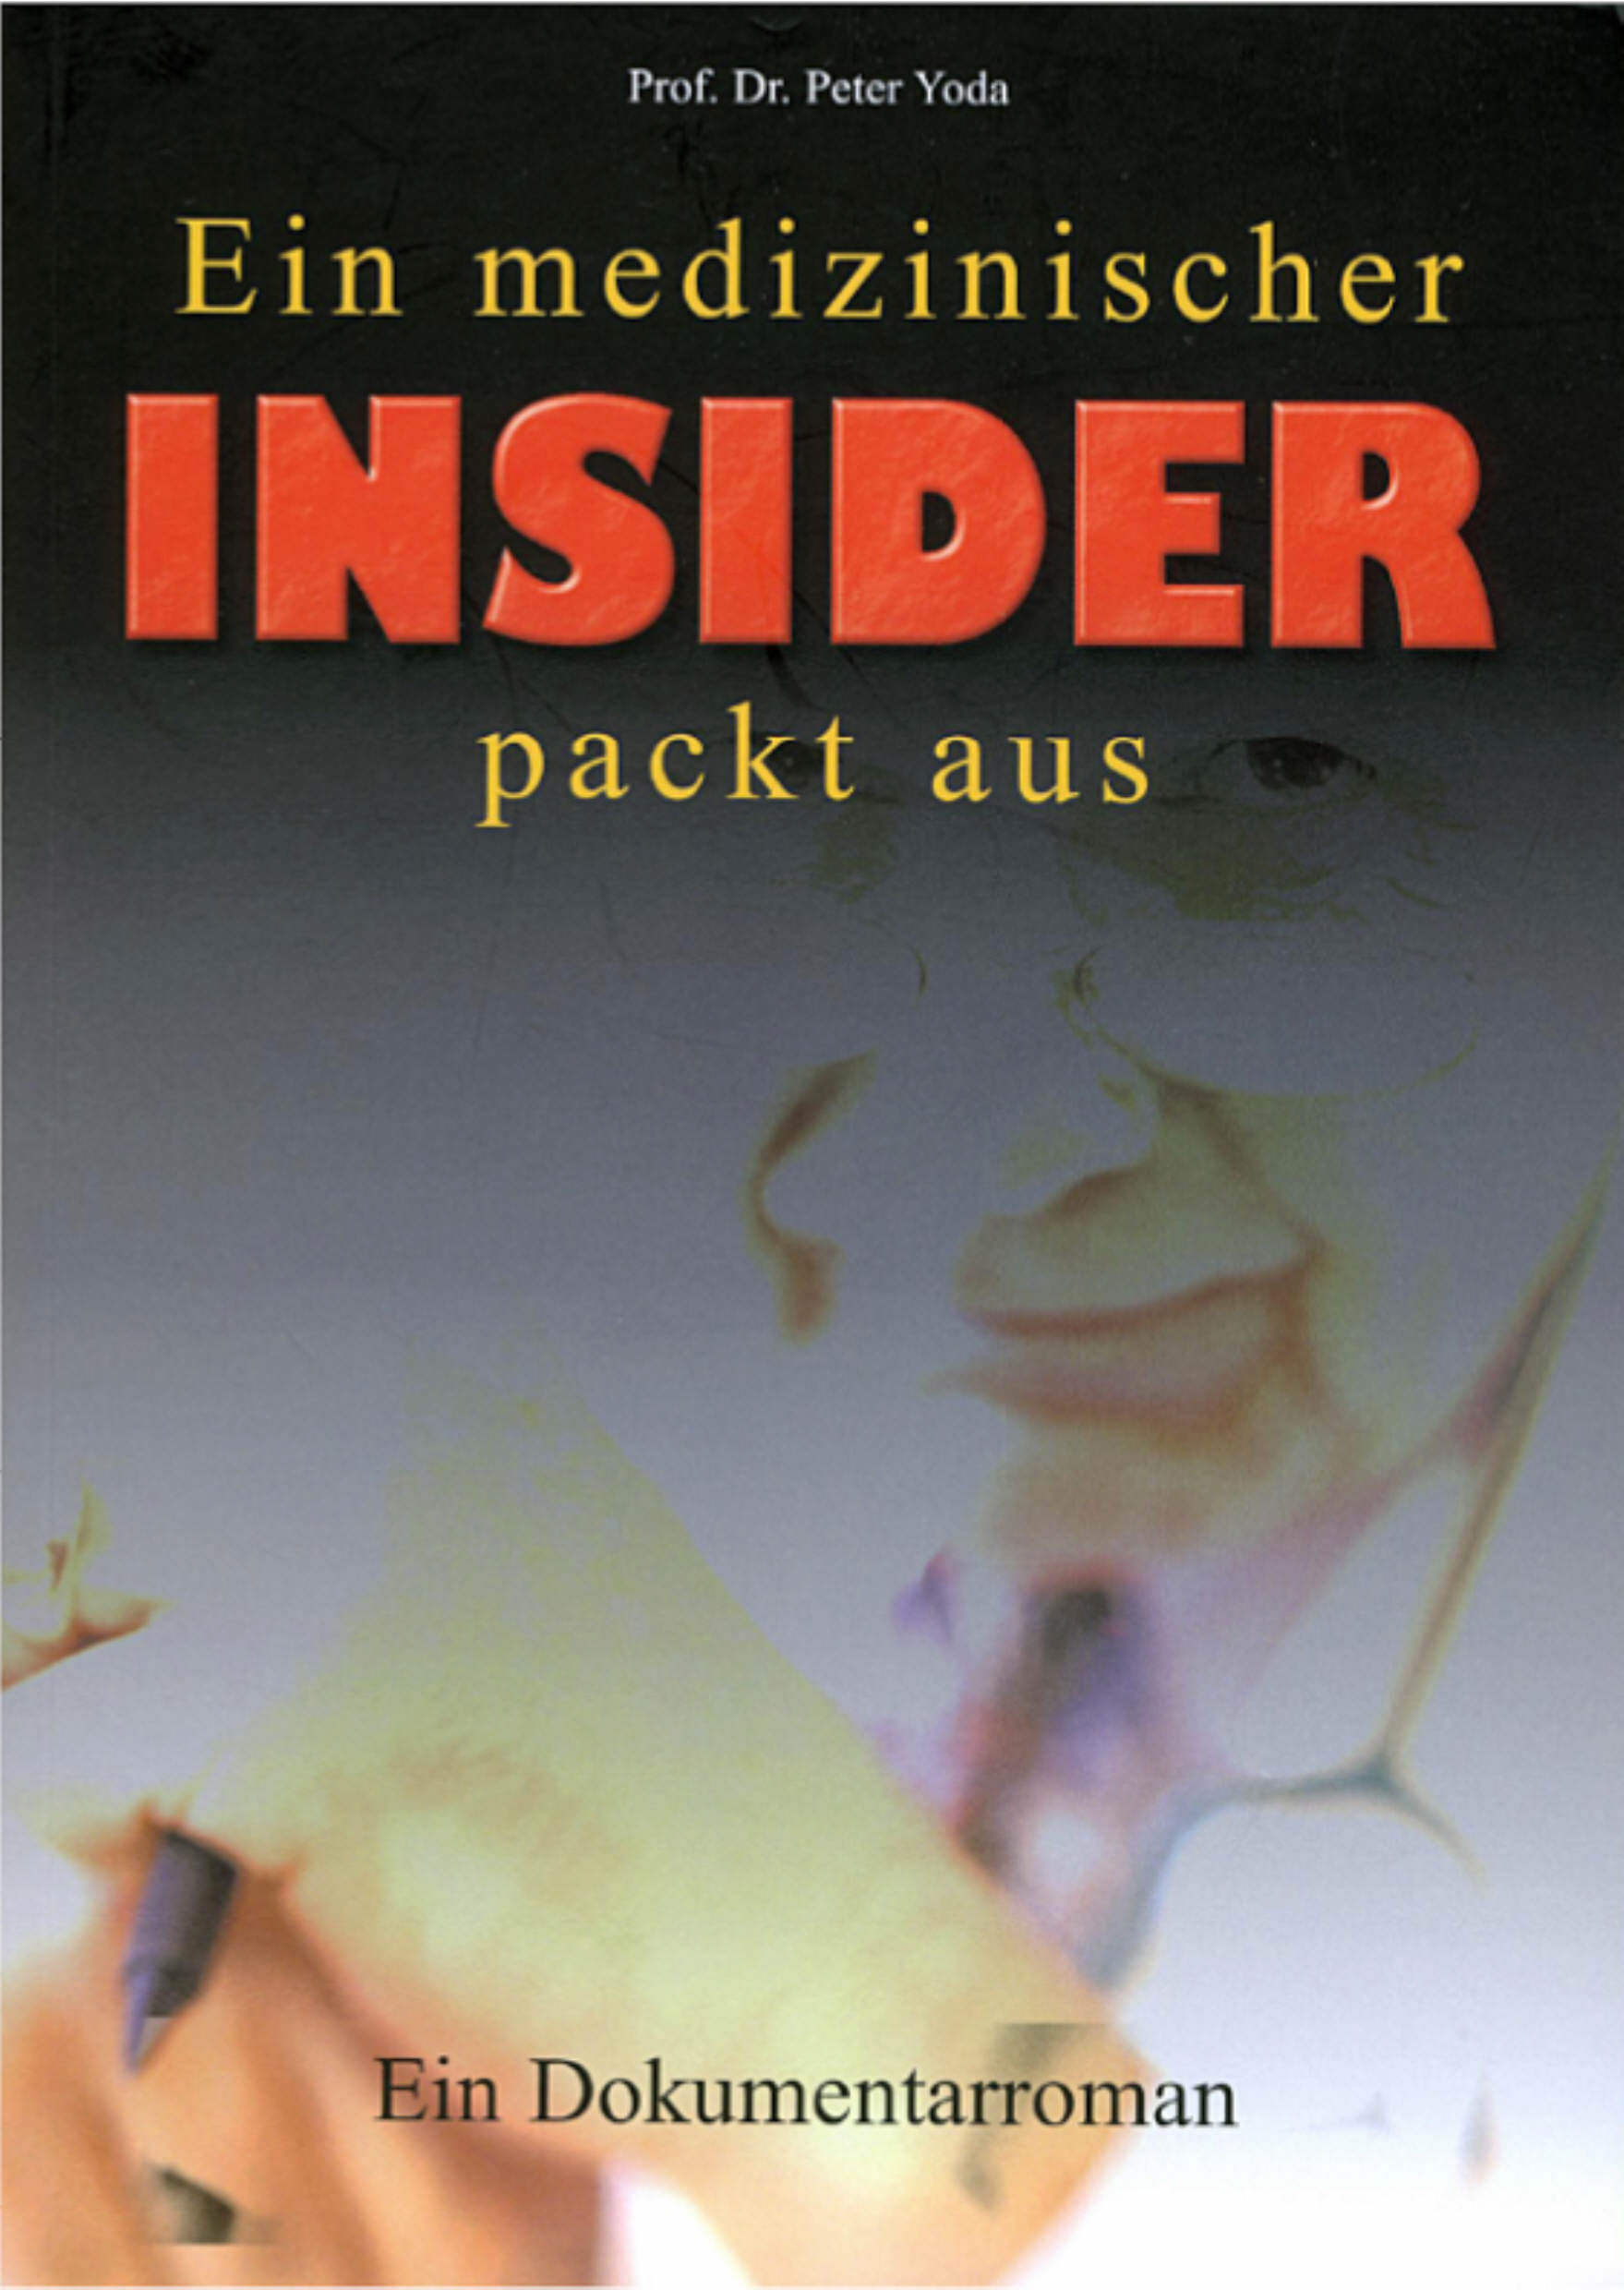 Prof. Dr. Peter Yoda
Ein medizinischer
INSIDER
packt aus
Ein Dokumentarroman